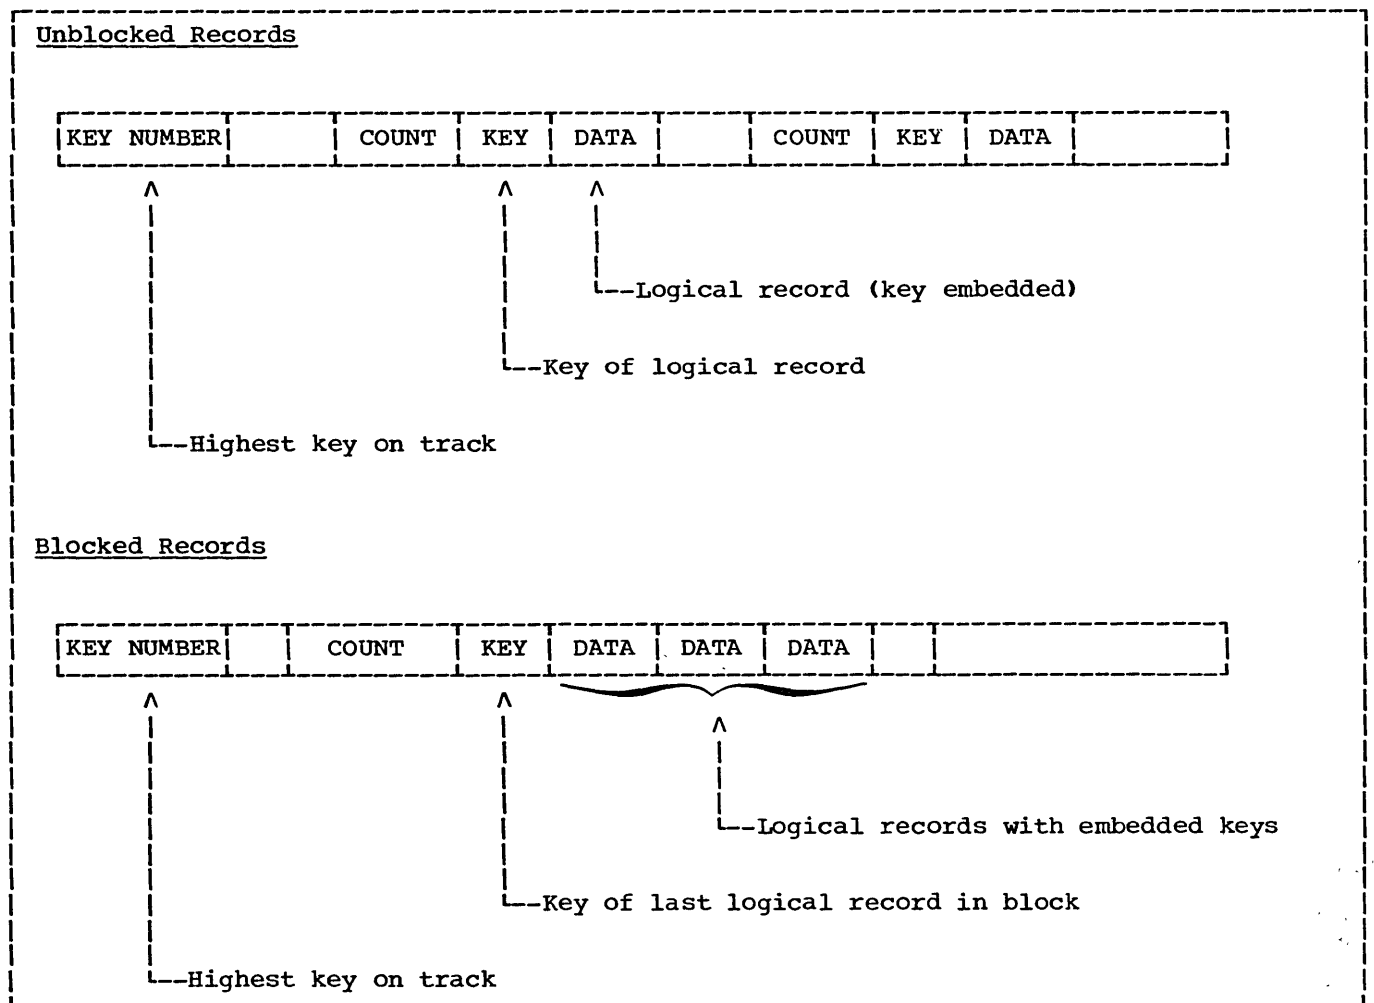 Unblocked Records
KEY NUMBER COUNT KEY DATA COUNT KEY DATA
Logical record (key embedded)
Key of logical record
Highest key on track
Blocked Records
KEY NUMBER COUNT KEY DATA DATA DATA
Logical records with embedded keys
Key of last logical record in block
Highest key on track